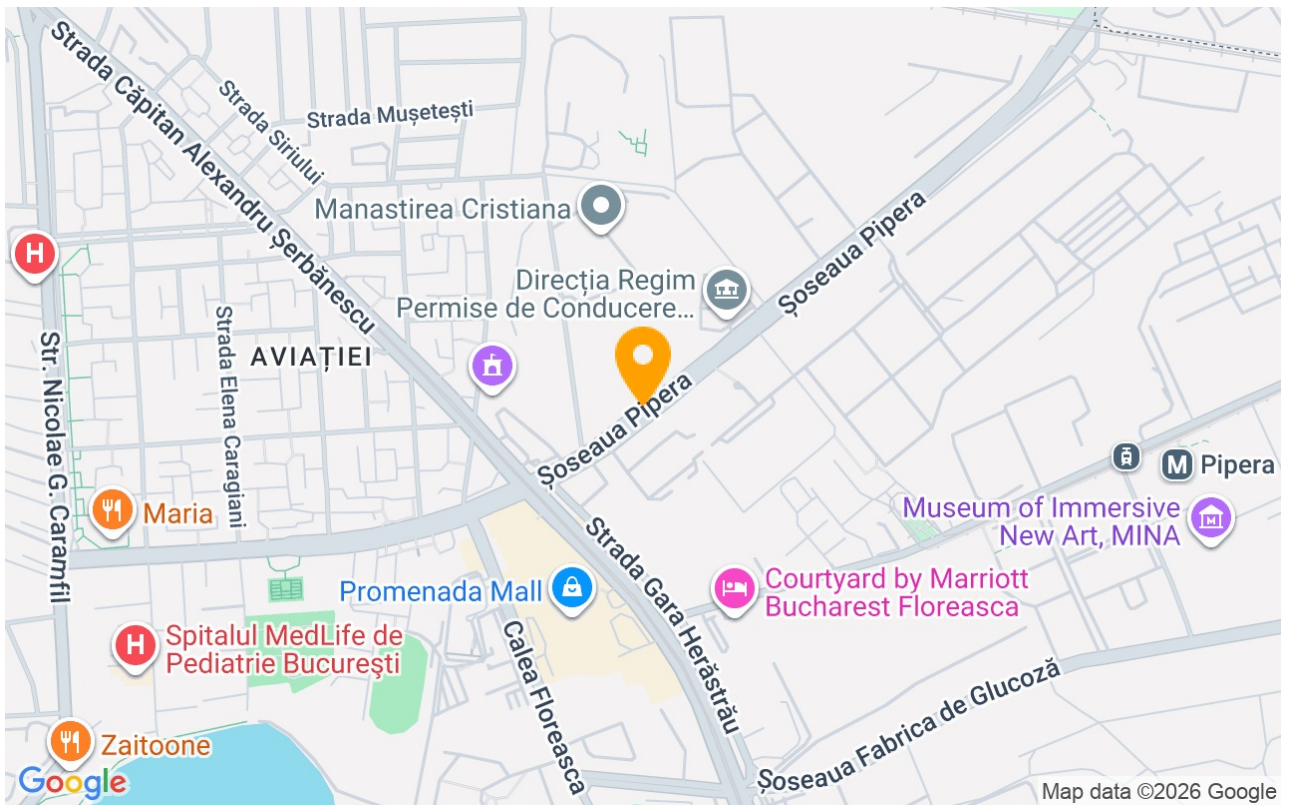 Strada Căpitan Alexandru Șerbănescu
Strada Siriului
Strada Mușetești
Manastirea Cristiana
H
Direcția Regim
Permise de Conducere...
Șoseaua Pipera
Str. Nicolae G. Caramfil
Strada Elena Caragiani
AVIAȚIEI
Șoseaua Pipera
M Pipera
Maria
Museum of Immersive
New Art, MINA
Promenada Mall
Strada Gara Herăstrău
Courtyard by Marriott
Bucharest Floreasca
H
Spitalul MedLife de
Pediatrie București
Calea Floreasca
Șoseaua Fabrica de Glucoză
Zaitoone
Google
Map data ©2026 Google